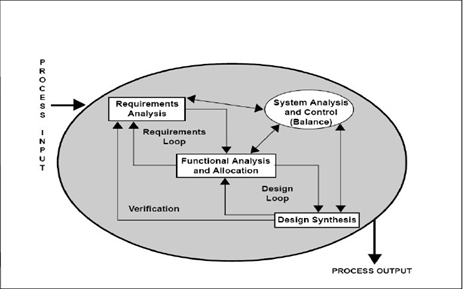 PROCESS INPUT
Requirements
Analysis
System Analysis
and Control
(Balance)
Requirements
Loop
Functional Analysis
and Allocation
Design
Loop
Verification
Design Synthesis
PROCESS OUTPUT